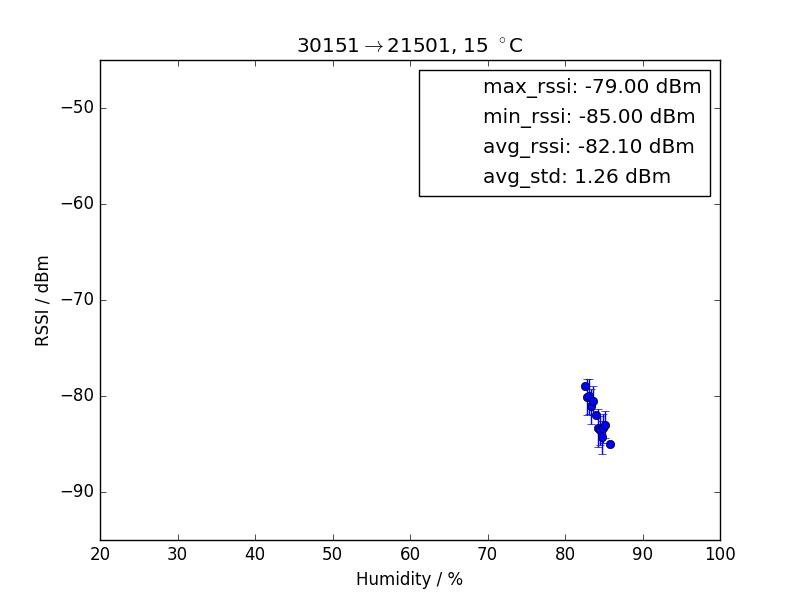 30151→21501, 15 °C
max_rssi: -79.00 dBm
min_rssi: -85.00 dBm
avg_rssi: -82.10 dBm
avg_std: 1.26 dBm
RSSI / dBm
−50
−60
−70
−80
−90
20 30 40 50 60 70 80 90 100
Humidity / %